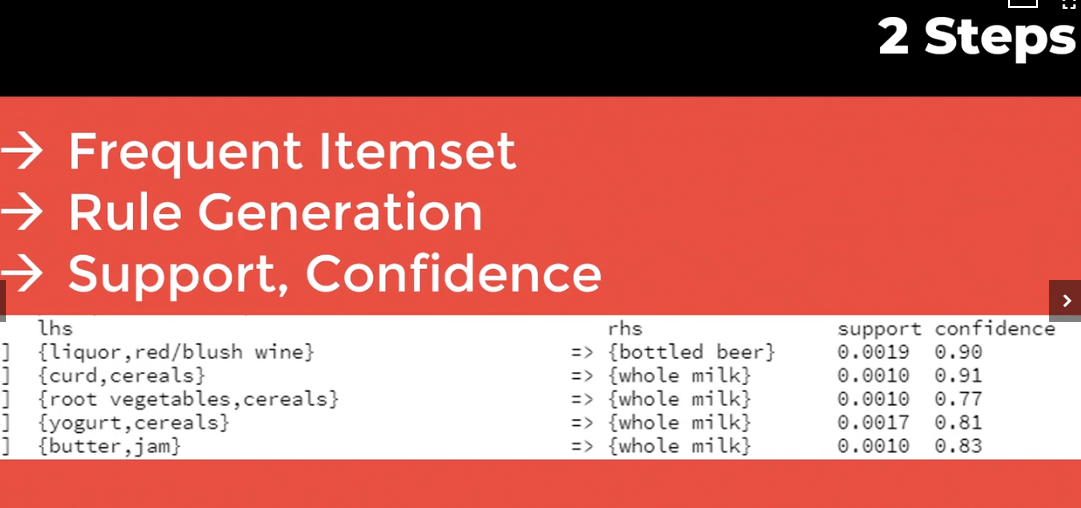 2 Steps
→ Frequent Itemset
→ Rule Generation
→ Support, Confidence
lhs rhs support confidence
] {liquor,red/blush wine} => {bottled beer} 0.0019 0.90
] {curd,cereals} => {whole milk} 0.0010 0.91
] {root vegetables,cereals} => {whole milk} 0.0010 0.77
] {yogurt,cereals} => {whole milk} 0.0017 0.81
] {butter,jam} => {whole milk} 0.0010 0.83